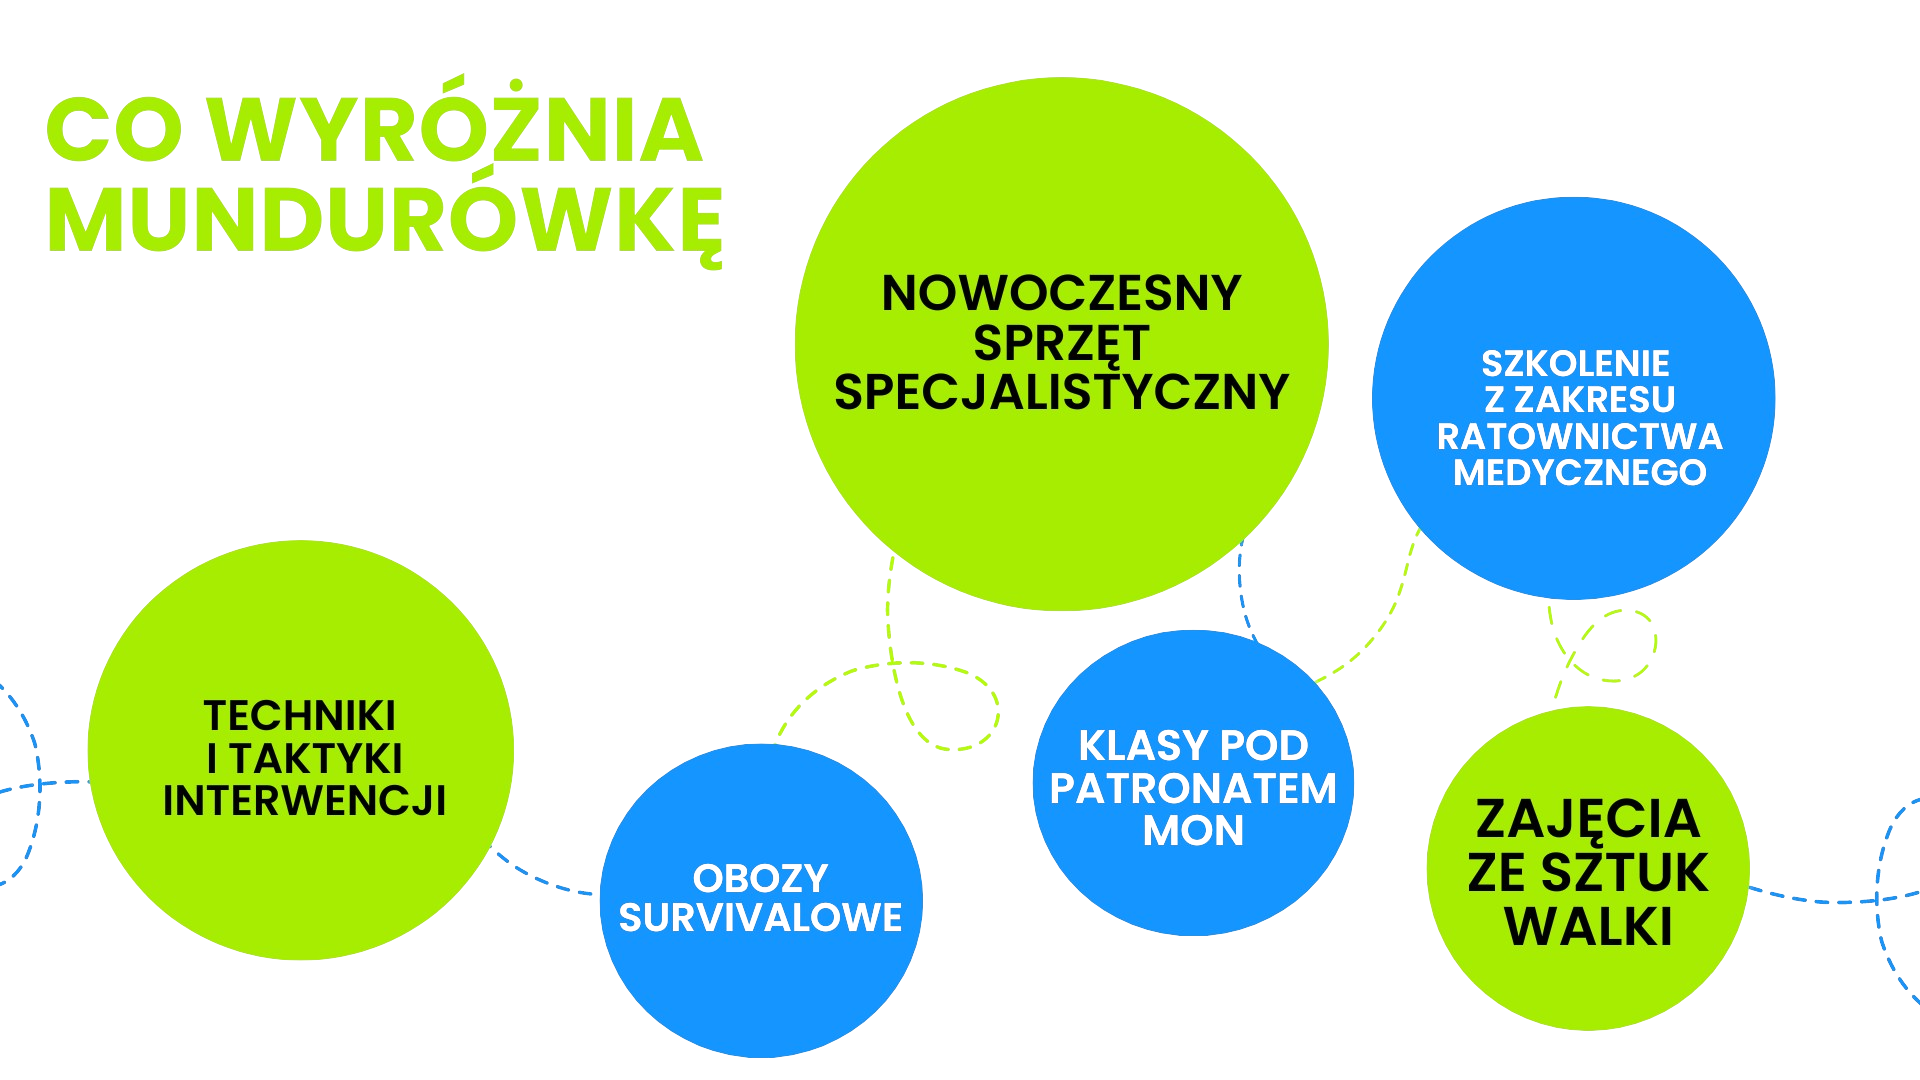 CO WYRÓŻNIA
MUNDURÓWKĘ
NOWOCZESNY
SPRZĘT
SPECJALISTYCZNY
SZKOLENIE
Z ZAKRESU
RATOWNICTWA
MEDYCZNEGO
TECHNIKI
I TAKTYKI
INTERWENCJI
OBOZY
SURVIVALOWE
KLASY POD
PATRONATEM
MON
ZAJĘCIA
ZE SZTUK
WALKI